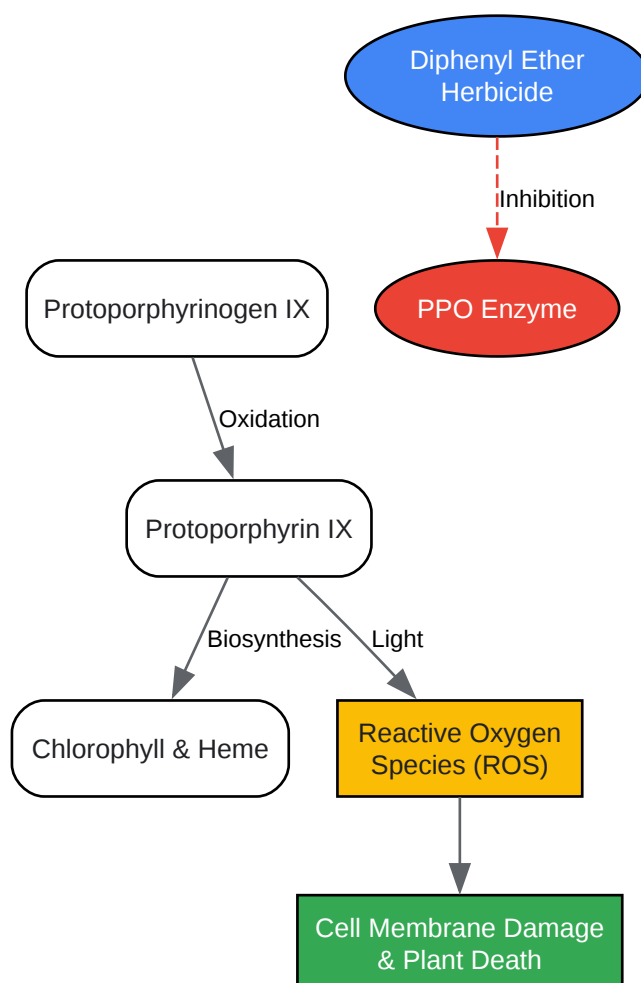 Diphenyl Ether
Herbicide
Inhibition
Protoporphyrinogen IX
PPO Enzyme
Oxidation
Protoporphyrin IX
Biosynthesis
Light
Chlorophyll & Heme
Reactive Oxygen
Species (ROS)
Cell Membrane Damage
& Plant Death